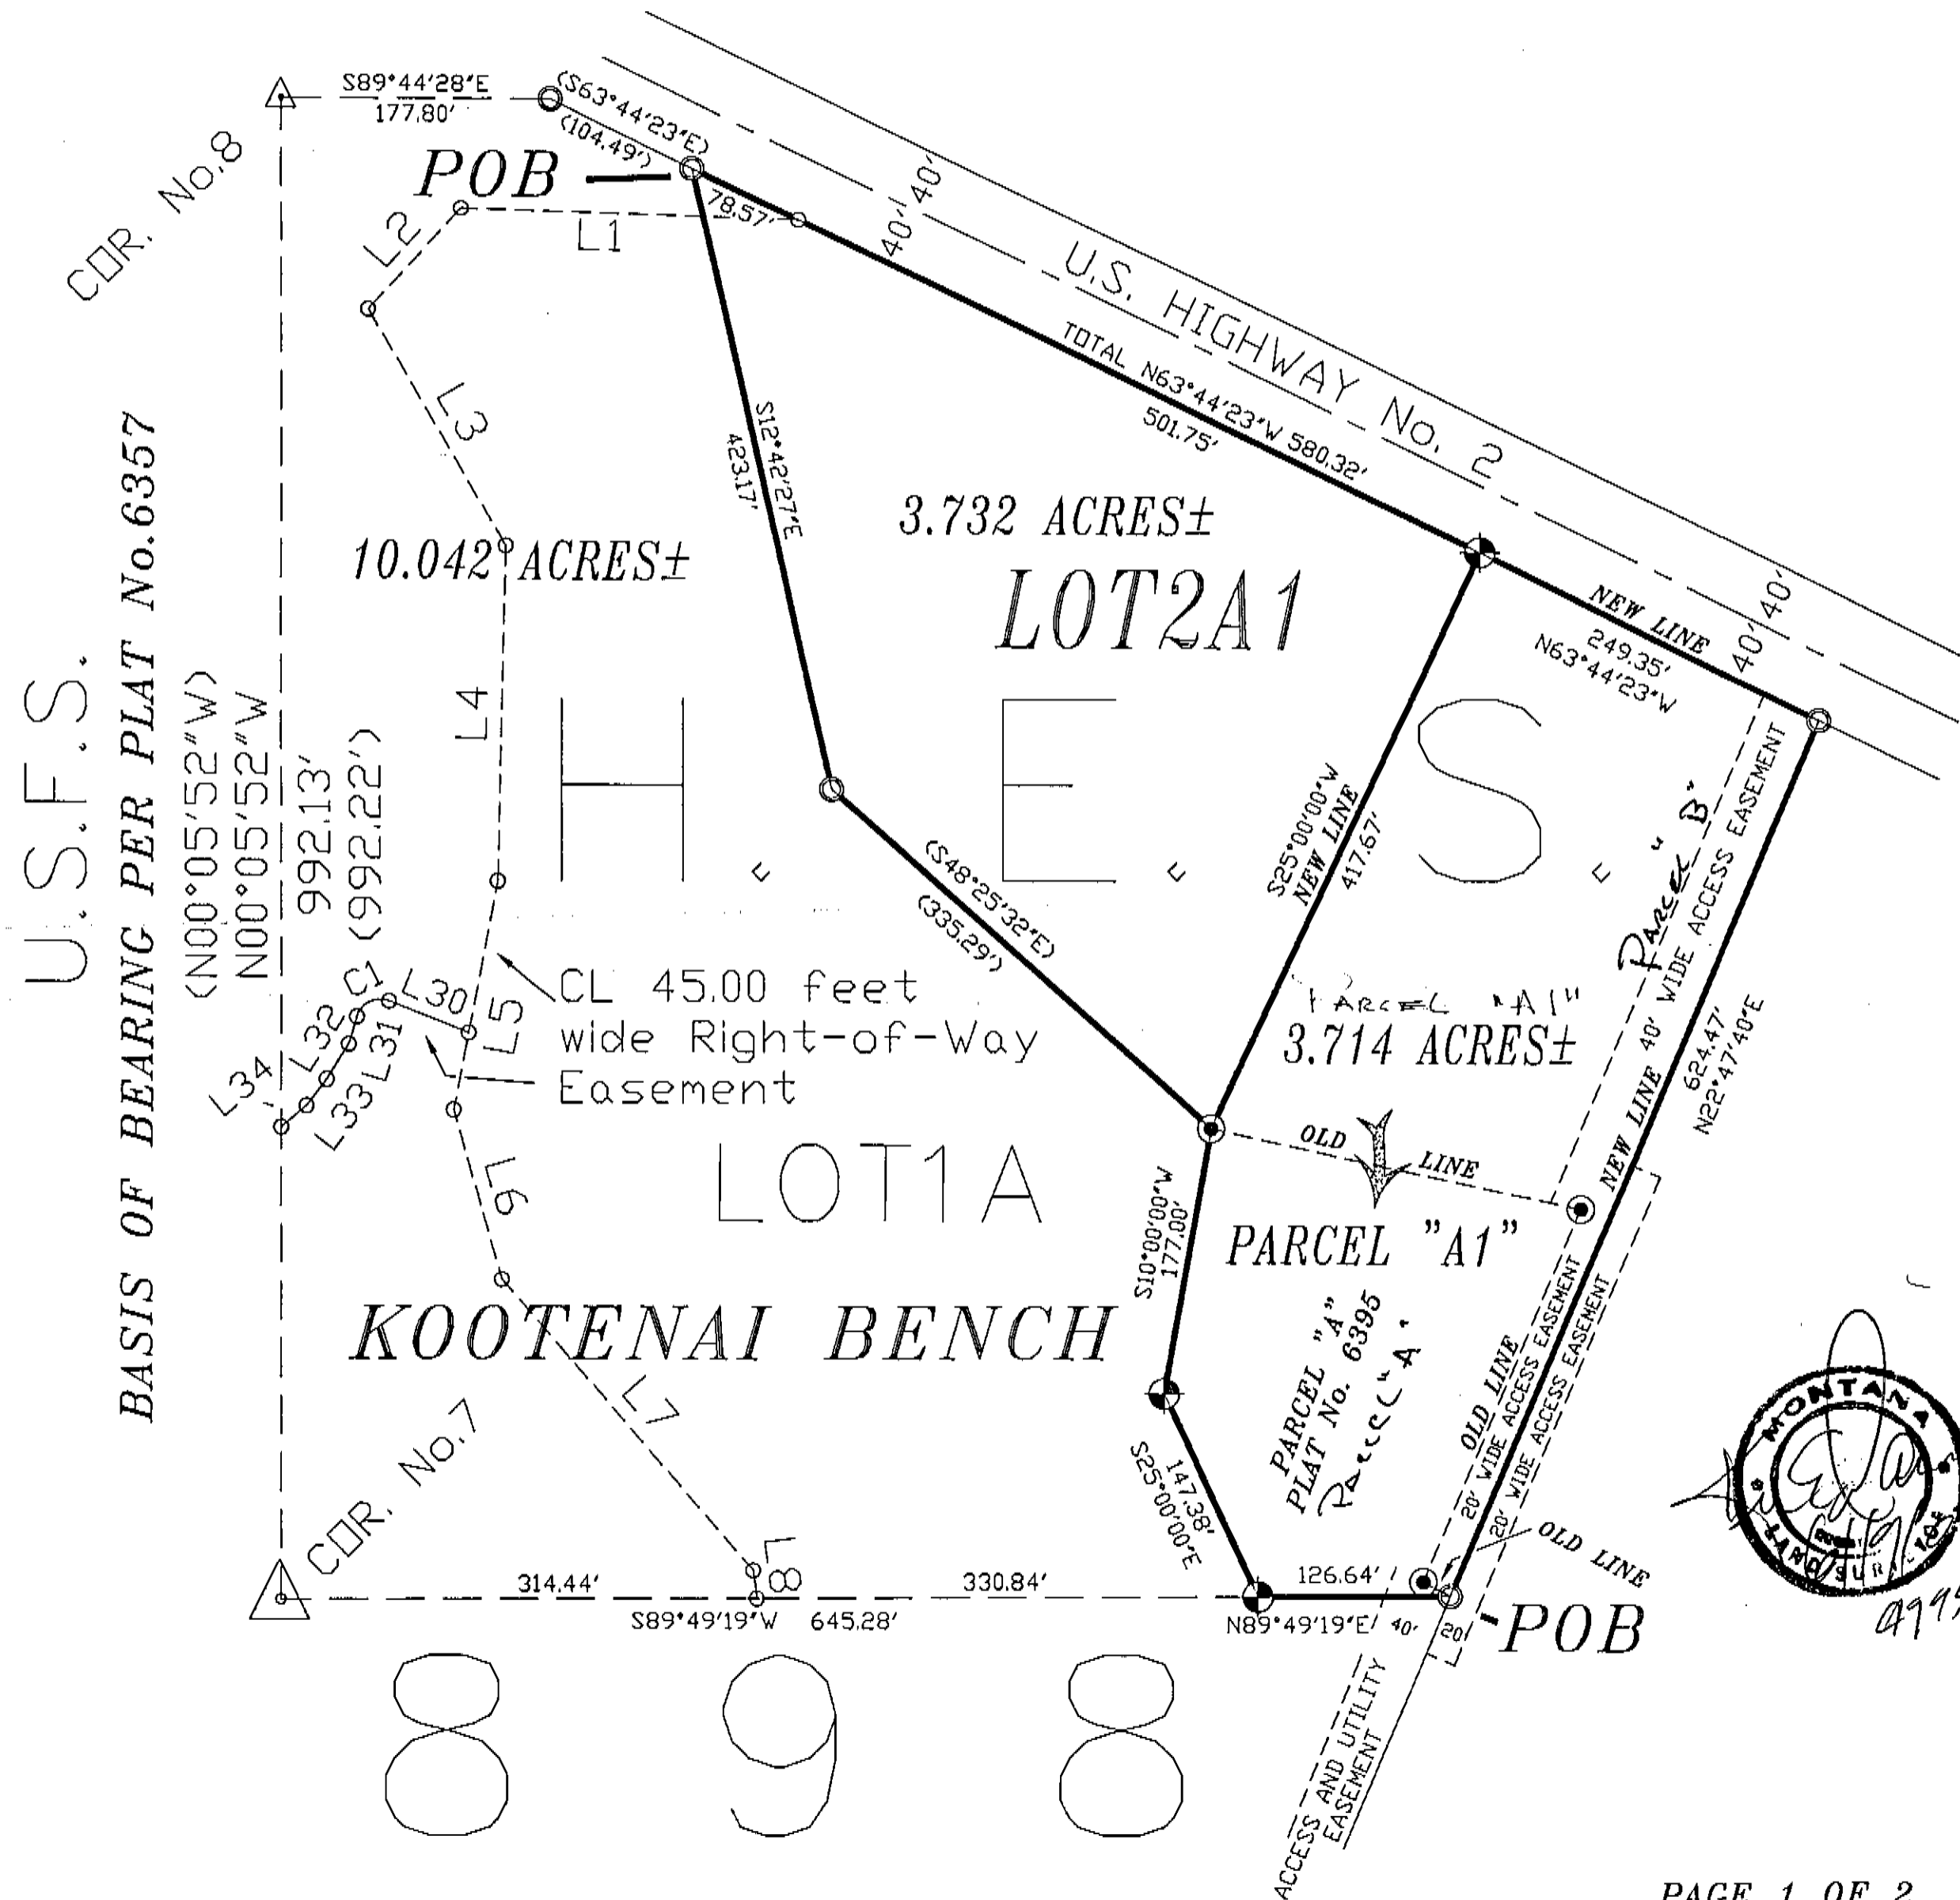 S89°44'28"E
177.80'
(S63°44'23"E)
(104.49')
COR. No.8
POB
78.57'
L2
L1
40' 40'
U.S. HIGHWAY No. 2
TOTAL N63°44'23"W 580.32'
501.75'
L3
S12°42'27"E
423.17'
3.732 ACRES±
LOT2A1
10.042 ACRES±
NEW LINE
249.35'
N63°44'23"W
40' 40'
U.S.F.S.
BASIS OF BEARING PER PLAT No.6357
(N00°05'52"W)
N00°05'52"W
992.13'
(992.22')
L4
H. E. S.
S25°00'00"W
NEW LINE
417.67'
PARCEL "B"
40' WIDE ACCESS EASEMENT
(S48°25'32"E)
(335.29')
C1
L30
L5
L32
L31
L33
L34
CL 45.00 feet
wide Right-of-Way
Easement
PARCEL "A1"
3.714 ACRES±
NEW LINE
624.47'
N22°47'40"E
OLD LINE
L6
LOT1A
S10°00'00"W
177.00'
PARCEL "A1"
KOOTENAI BENCH
PARCEL "A"
PLAT No. 6395
Parcel "A"
OLD LINE
20' WIDE ACCESS EASEMENT
20' WIDE ACCESS EASEMENT
L7
COR. No.7
147.38'
S25°00'00"E
OLD LINE
MONTANA
LAND SUR
L8
314.44'
330.84'
126.64'
S89°49'19"W 645.28'
N89°49'19"E
40'
20'
POB
898
ACCESS AND UTILITY
EASEMENT
PAGE 1 OF 2